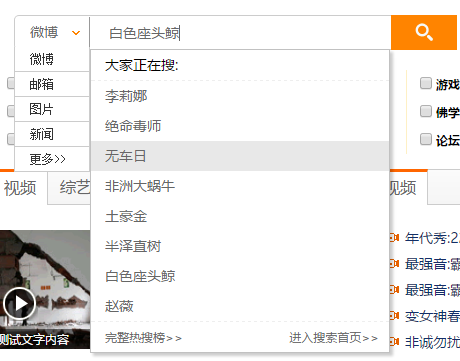 微博 白色座头鲸
微博
邮箱
图片
新闻
更多>>
大家正在搜:
李莉娜
绝命毒师
无车日
非洲大蜗牛
土豪金
半泽直树
白色座头鲸
赵薇
完整热搜榜>> 进入搜索首页>>
游戏
佛学
论坛
视频 综艺
视频
年代秀:2
最强音:霸
最强音:霸
变女神春
非诚勿扰
测试文字内容